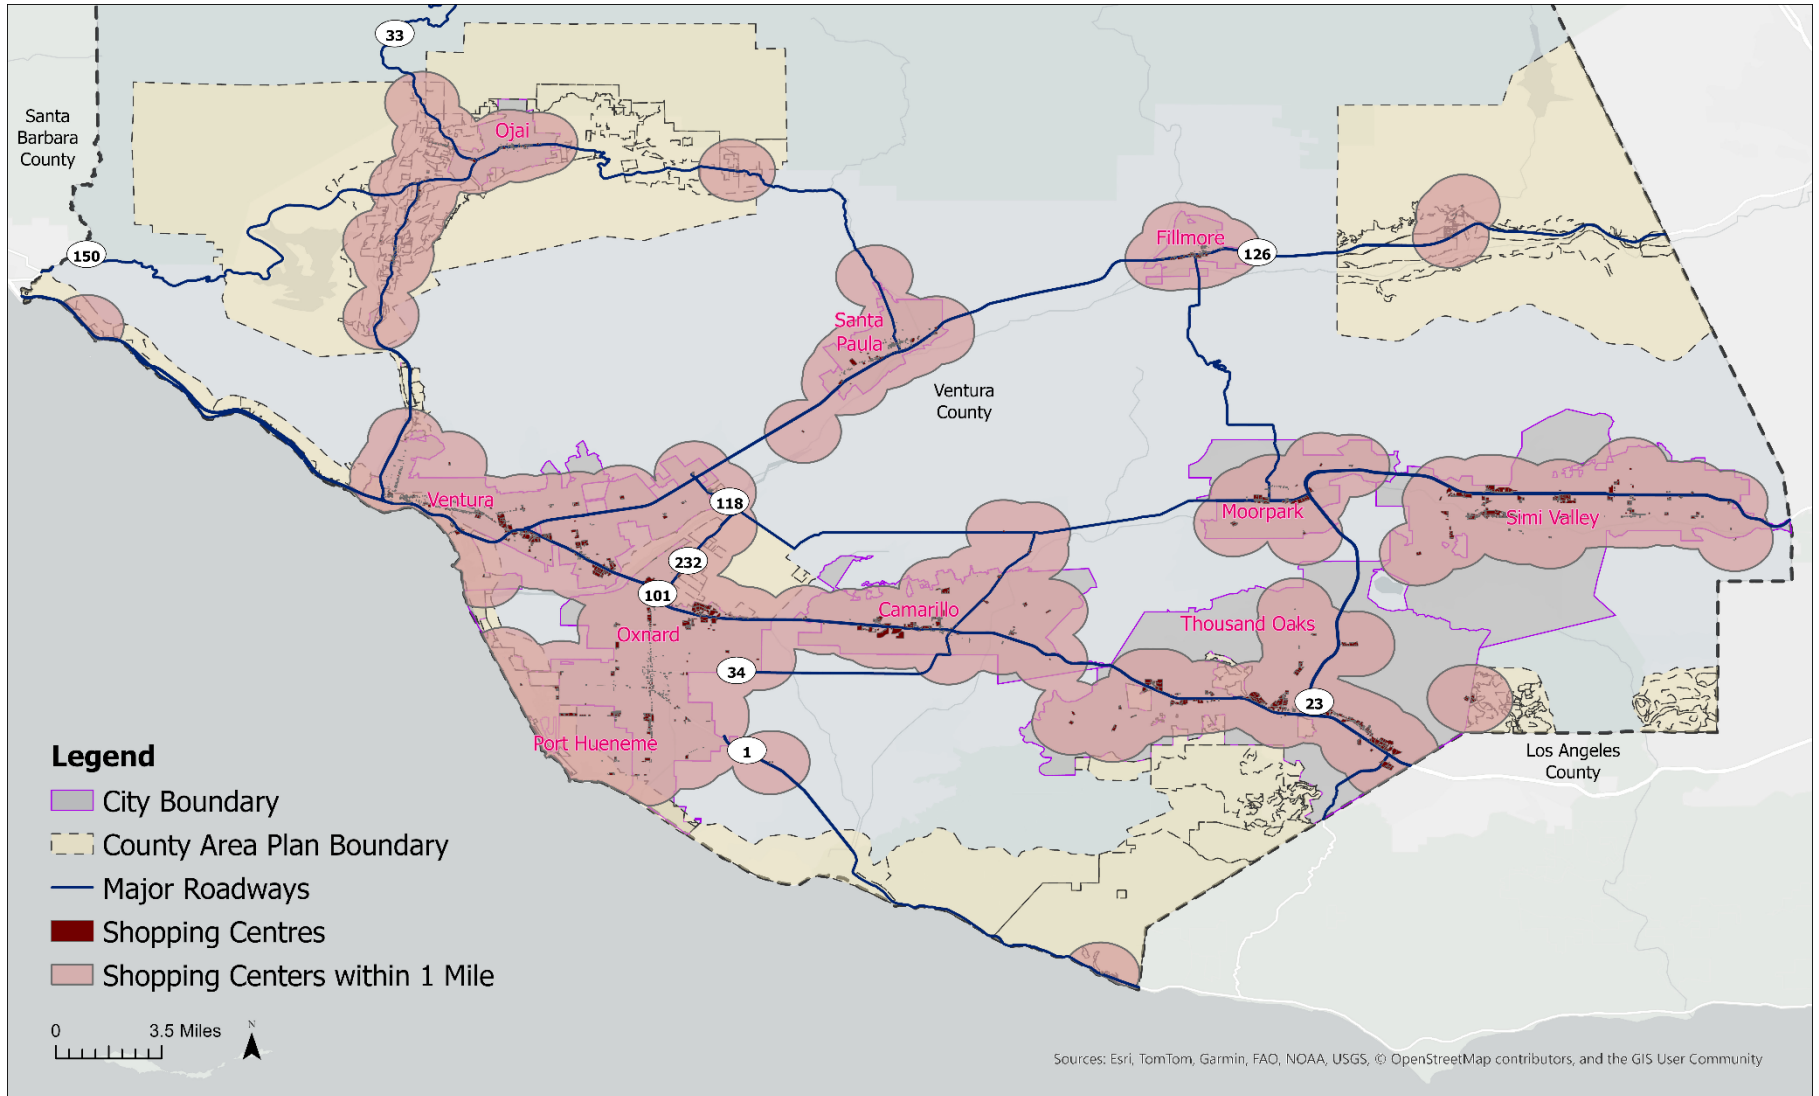 33
Santa
Barbara
County
Ojai
150
Fillmore
126
Santa
Paula
Ventura
County
Ventura
118
Moorpark
Simi Valley
232
101
Camarillo
Oxnard
Thousand Oaks
34
23
Port Hueneme
1
Los Angeles
County
Legend
City Boundary
County Area Plan Boundary
Major Roadways
Shopping Centres
Shopping Centers within 1 Mile
0 3.5 Miles
N
Sources: Esri, TomTom, Garmin, FAO, NOAA, USGS, © OpenStreetMap contributors, and the GIS User Community